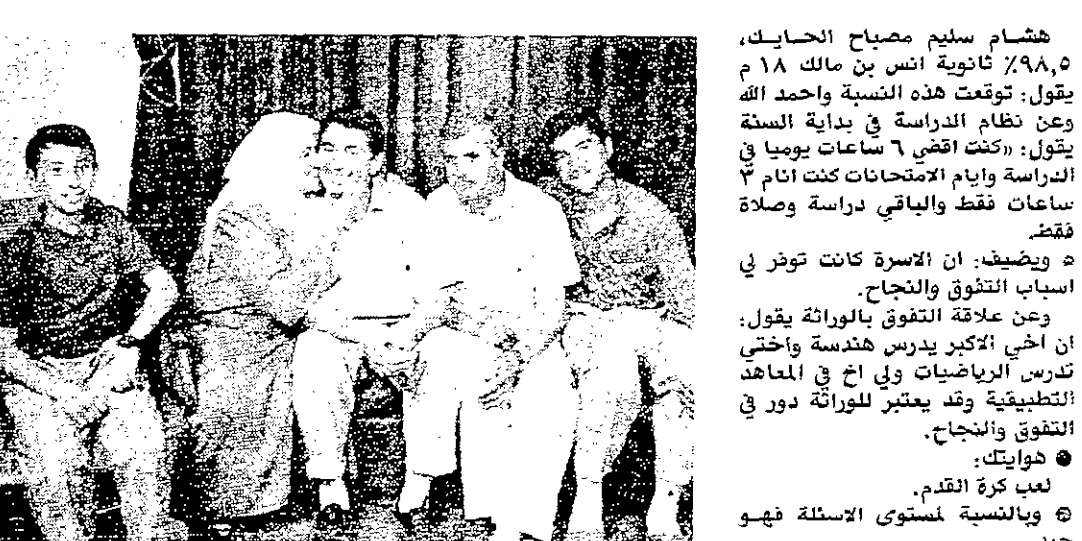 هشـام سليم مصباح الحـايـك،
٩٨,٥٪ ثانوية انس بن مالك ١٨ م
يقول: توقعت هذه النسبة واحمد الله
وعن نظام الدراسة في بداية السنة
يقول: «كنت اقضي ٦ ساعات يوميا في
الدراسة وايام الامتحانات كنت انام ٣
ساعات فقط والباقي دراسة وصلاة
فقط.
ويضيف: ان الاسرة كانت توفر لي
اسباب التفوق والنجاح.
وعن علاقة التفوق بالوراثة يقول:
ان اخي الاكبر يدرس هندسة واختي
تدرس الرياضيات ولي اخ في المعاهد
التطبيقية وقد يعتبر للوراثة دور في
التفوق والنجاح.
● هوايتك:
لعب كرة القدم.
وبالنسبة لمستوى الاسئلة فهـو